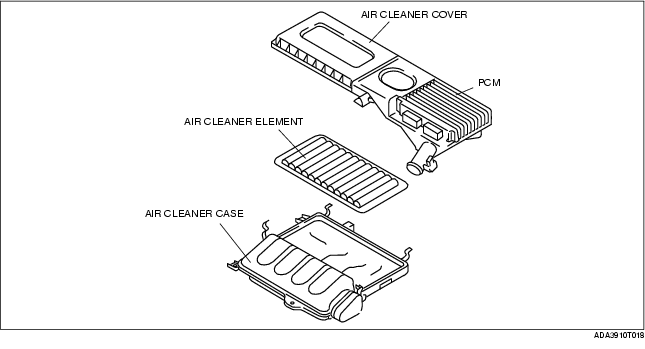 AIR CLEANER COVER
PCM
AIR CLEANER ELEMENT
AIR CLEANER CASE
ADA3910T018